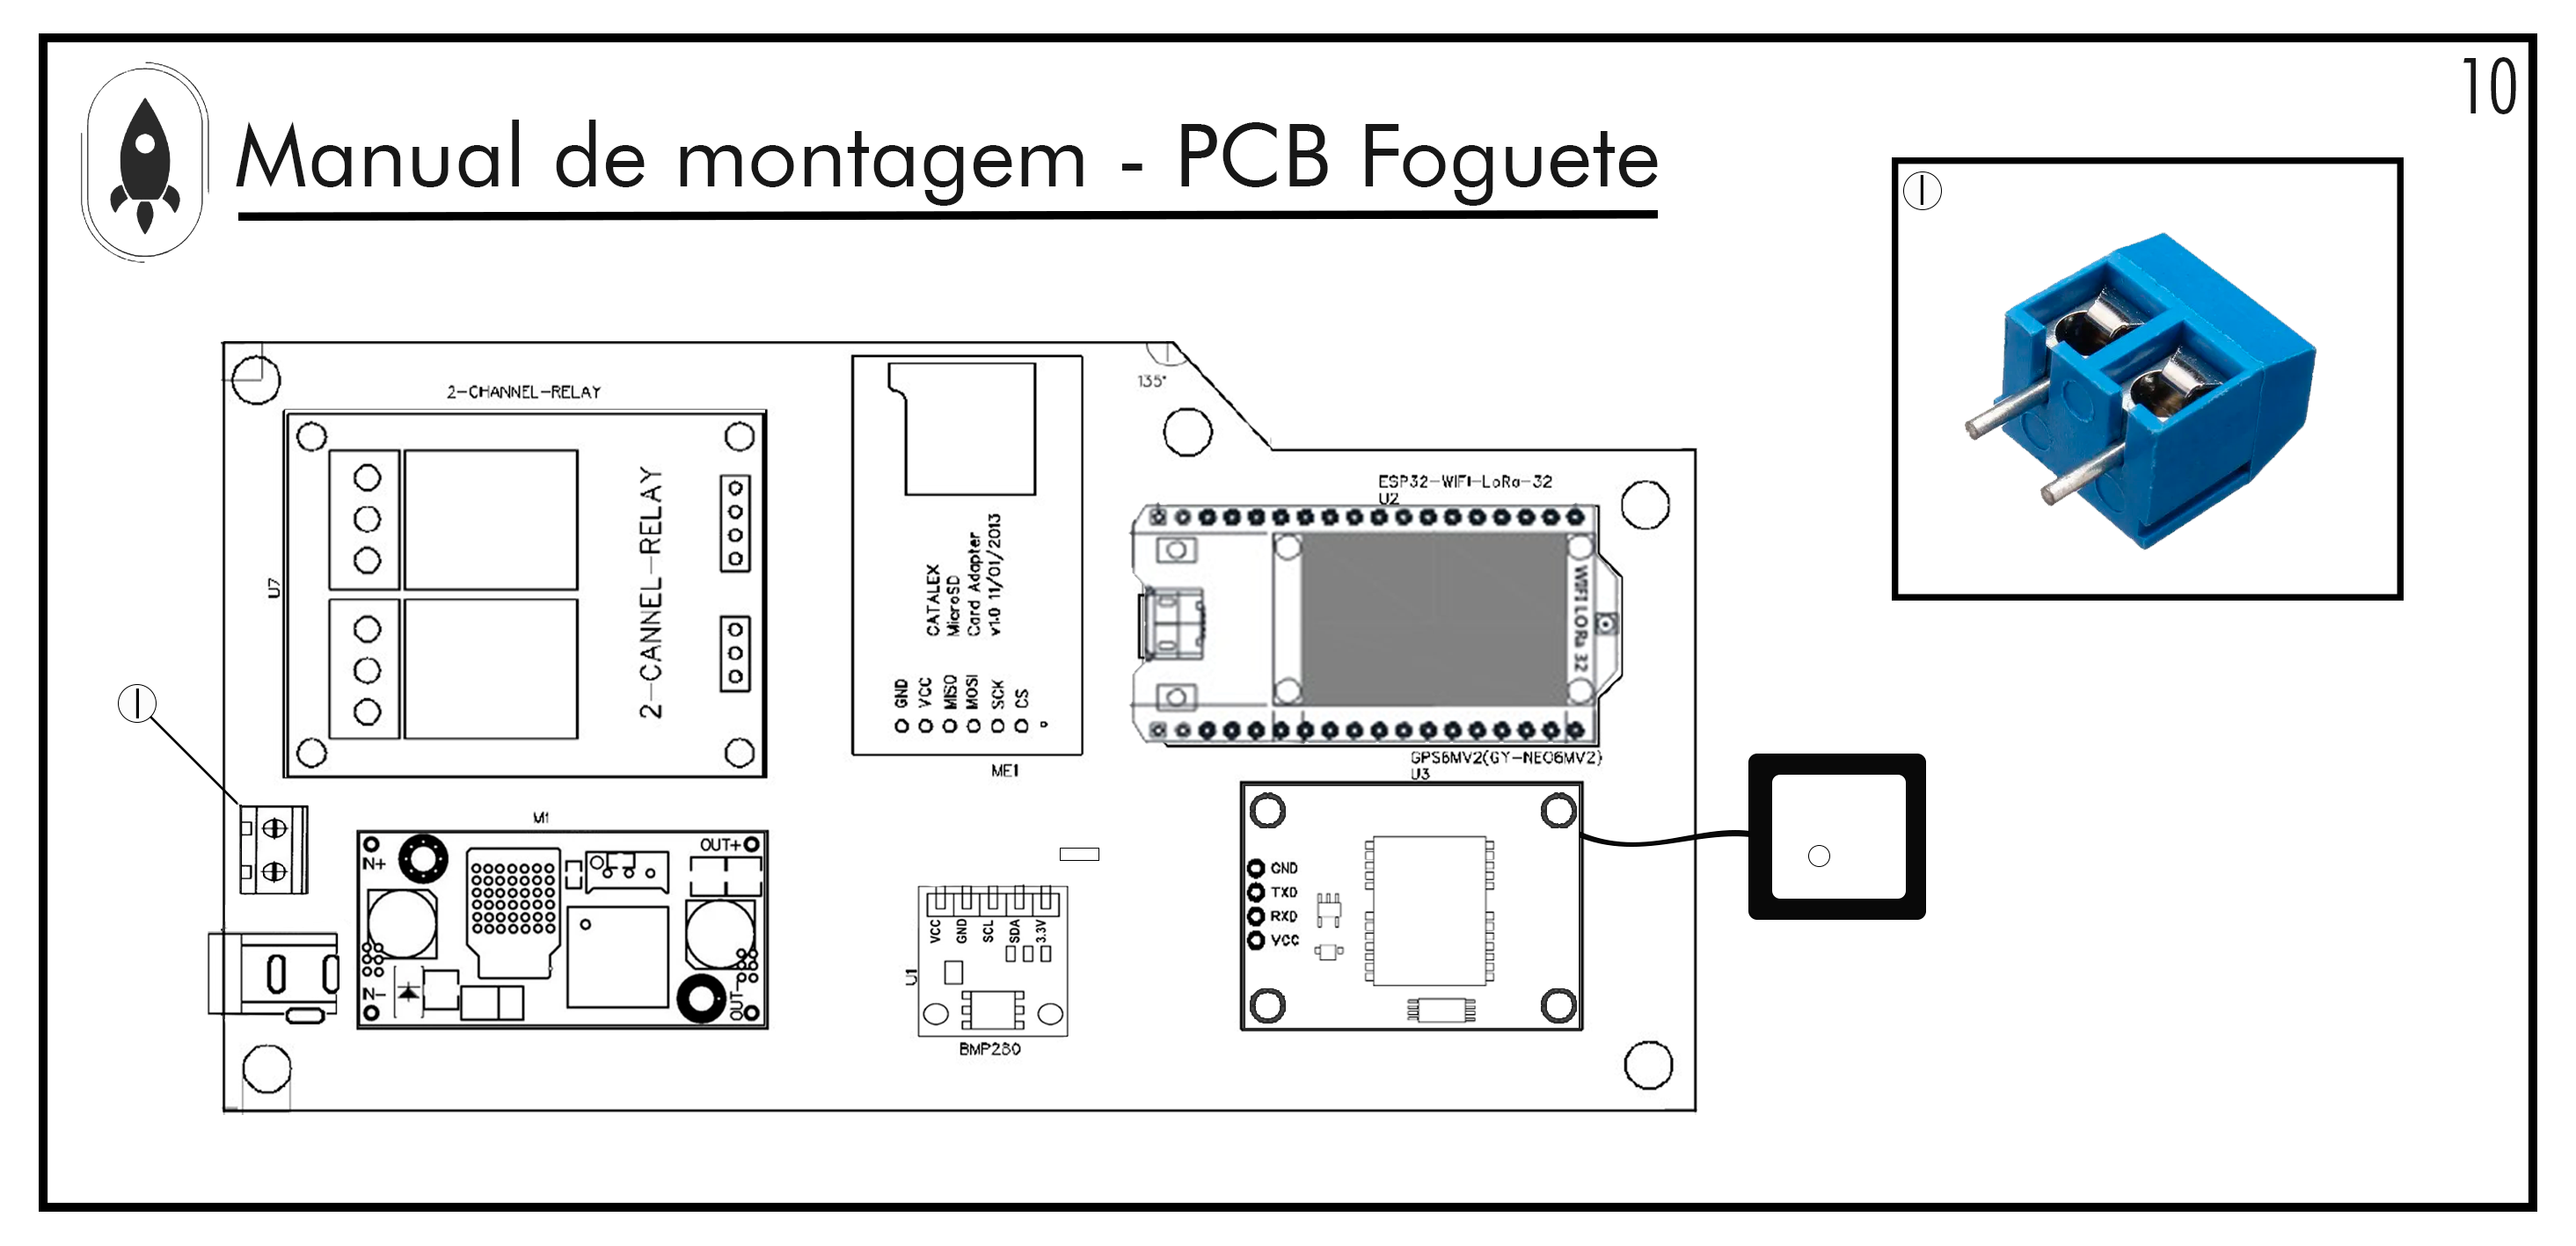 10
Manual de montagem - PCB Foguete
1
135°
2-CHANNEL-RELAY
ESP32-WIFI-LoRa-32
U2
2-CANNEL-RELAY
U7
CATALEX
MicroSD
Card Adapter
v1.0 11/01/2013
WIFI LORa 32
GND
VCC
MISO
MOSI
SCK
CS
1
GPS6MV2(GY-NEO6MV2)
U3
ME1
M1
IN+
OUT+
GND
TXD
RXD
VCC
VCC
GND
SCL
SDA
3.3V
U1
IN-
OUT-
BMP280